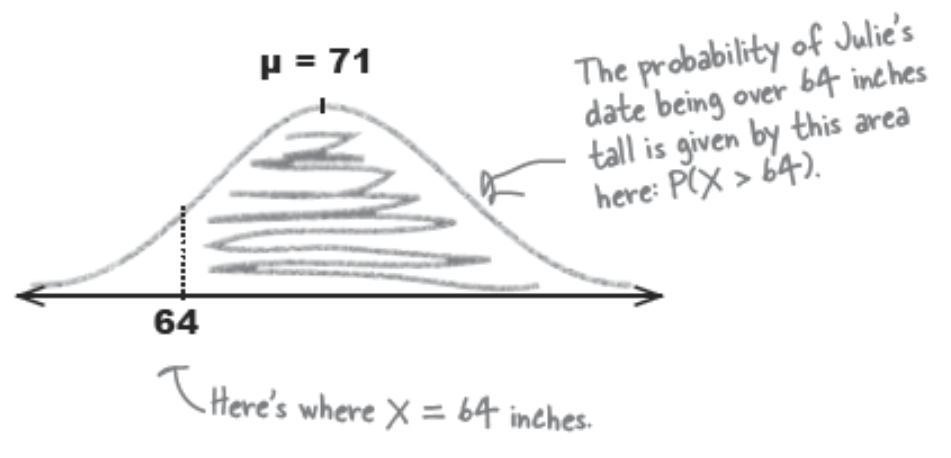 μ = 71
The probability of Julie's
date being over 64 inches
tall is given by this area
here: P(X > 64).
64
Here's where X = 64 inches.